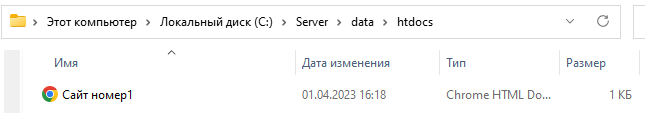 Этот компьютер > Локальный диск (C:) > Server > data > htdocs
Имя Дата изменения Тип Размер
Сайт номер1 01.04.2023 16:18 Chrome HTML Do... 1 КБ